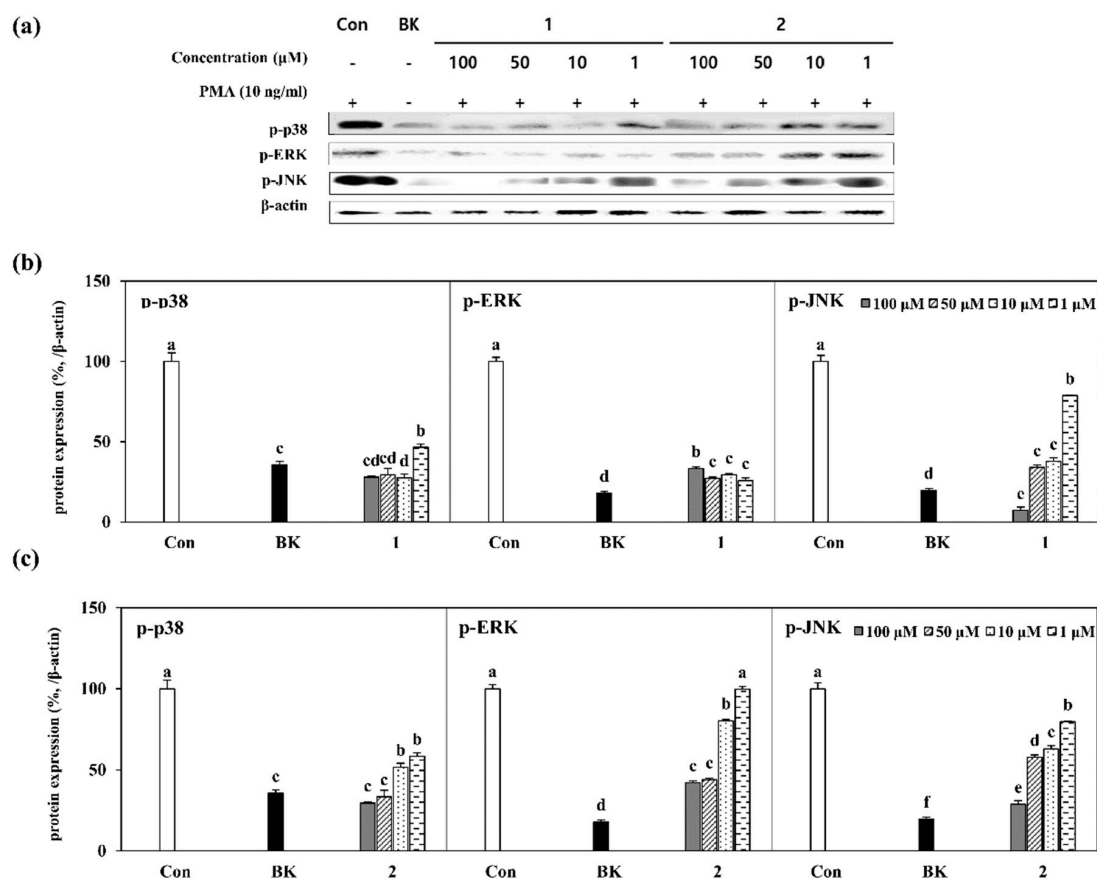 (a)
Con BK 1 2
Concentration (µM) - - 100 50 10 1 100 50 10 1
PMA (10 ng/ml) + - + + + + + + + +
p-p38
p-ERK
p-JNK
β-actin
(b)
protein expression (%, /β-actin)
150
100
50
0
p-p38
a c cd cd d b
p-ERK
a d b c c c
p-JNK
100 µM 50 µM 10 µM 1 µM
a d e c c b
Con BK 1 Con BK 1 Con BK 1
(c)
protein expression (%, /β-actin)
150
100
50
0
p-p38
a c c c b b
p-ERK
a d c c b a
p-JNK
100 µM 50 µM 10 µM 1 µM
a f e d c b
Con BK 2 Con BK 2 Con BK 2